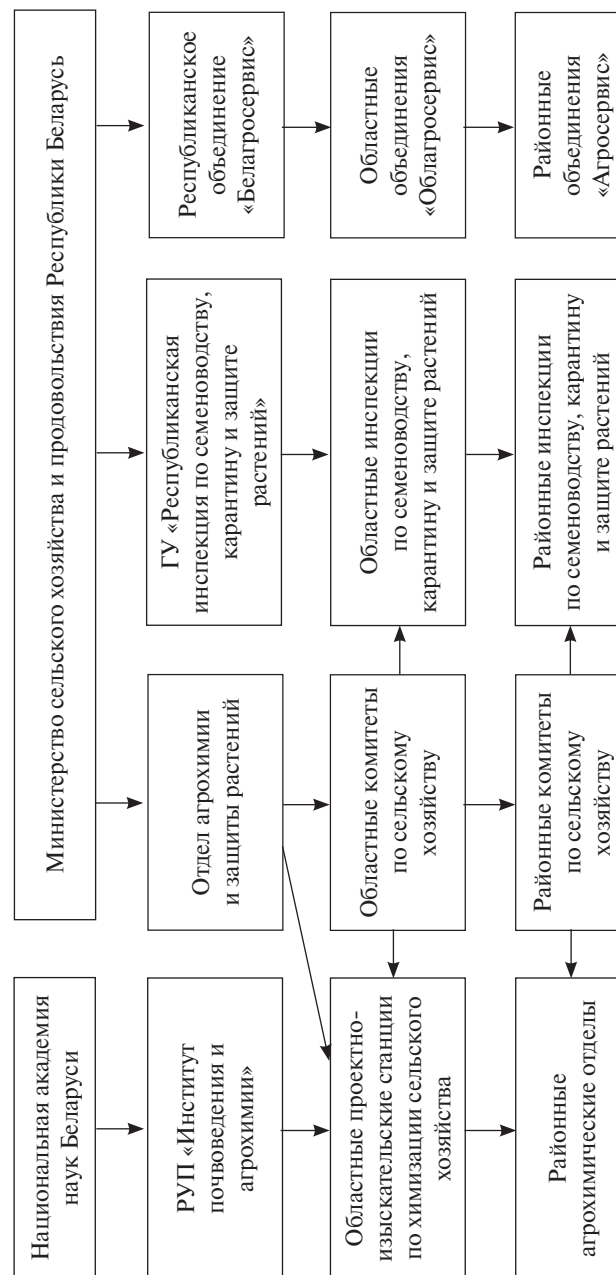 Национальная академия
наук Беларуси
Министерство сельского хозяйства и продовольствия Республики Беларусь
РУП «Институт
почвоведения и
агрохимии»
Отдел агрохимии
и защиты растений
ГУ «Республиканская
инспекция по семеноводству,
карантину и защите
растений»
Республиканское
объединение
«Белагросервис»
Областные проектно-
изыскательские станции
по химизации сельского
хозяйства
Областные комитеты
по сельскому
хозяйству
Областные инспекции
по семеноводству,
карантину и защите растений
Областные
объединения
«Облагросервис»
Районные
агрохимические отделы
Районные комитеты
по сельскому
хозяйству
Районные инспекции
по семеноводству, карантину
и защите растений
Районные
объединения
«Агросервис»